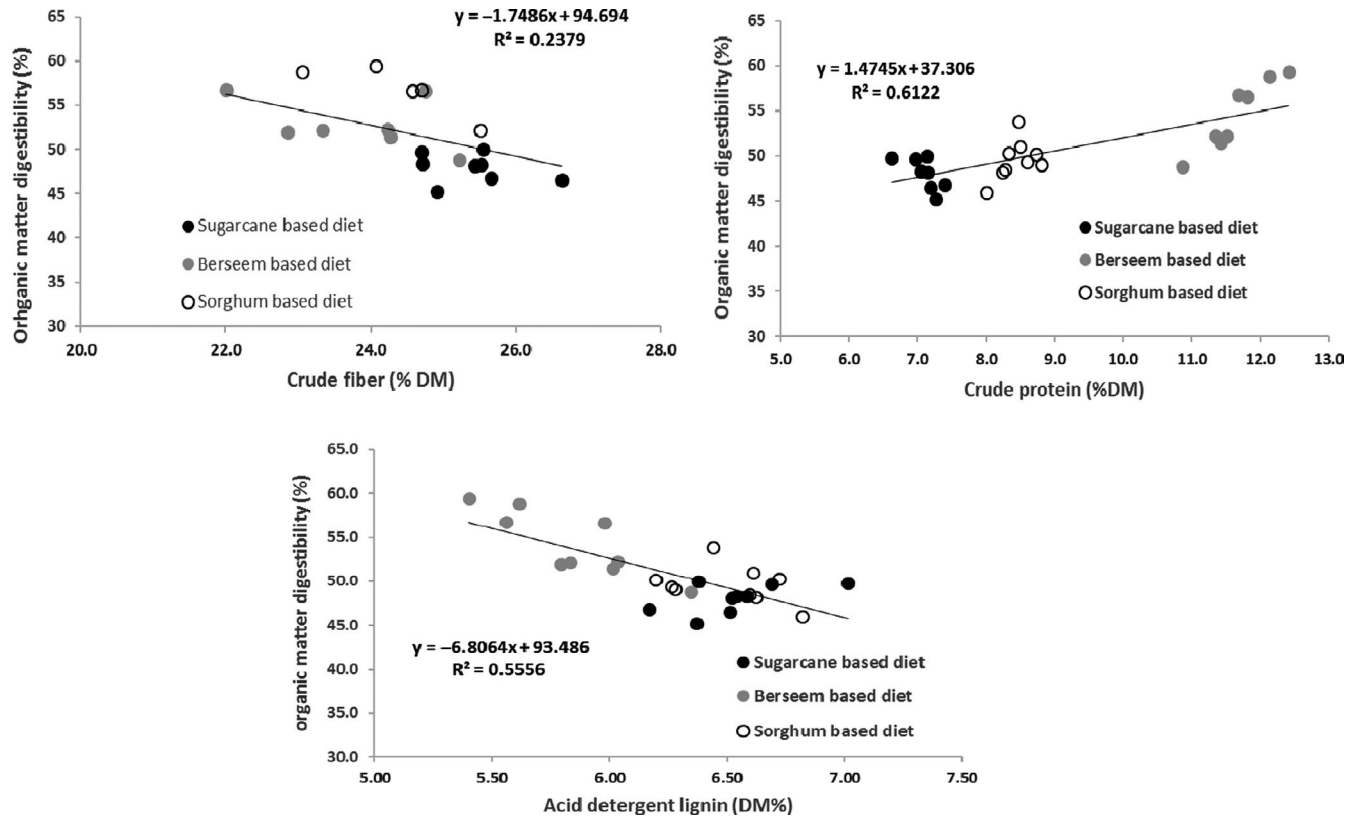 y = –1.7486x + 94.694
R² = 0.2379
Orhganic matter digestibility (%)
65
60
55
50
45
40
35
30
Sugarcane based diet
Berseem based diet
Sorghum based diet
20.0 22.0 24.0 26.0 28.0
Crude fiber (% DM)
y = 1.4745x + 37.306
R² = 0.6122
Organic matter digestibility (%)
65
60
55
50
45
40
35
30
Sugarcane based diet
Berseem based diet
Sorghum based diet
5.0 6.0 7.0 8.0 9.0 10.0 11.0 12.0 13.0
Crude protein (%DM)
organic matter digestibility (%)
65.0
60.0
55.0
50.0
45.0
40.0
35.0
30.0
y = –6.8064x + 93.486
R² = 0.5556
Sugarcane based diet
Berseem based diet
Sorghum based diet
5.00 5.50 6.00 6.50 7.00 7.50
Acid detergent lignin (DM%)